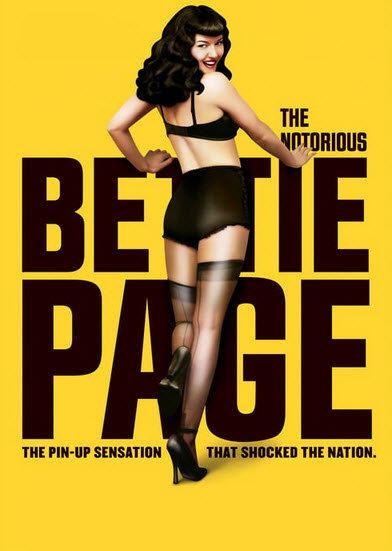 THE
NOTORIOUS
BETTIE
PAGE
THE PIN-UP SENSATION THAT SHOCKED THE NATION.